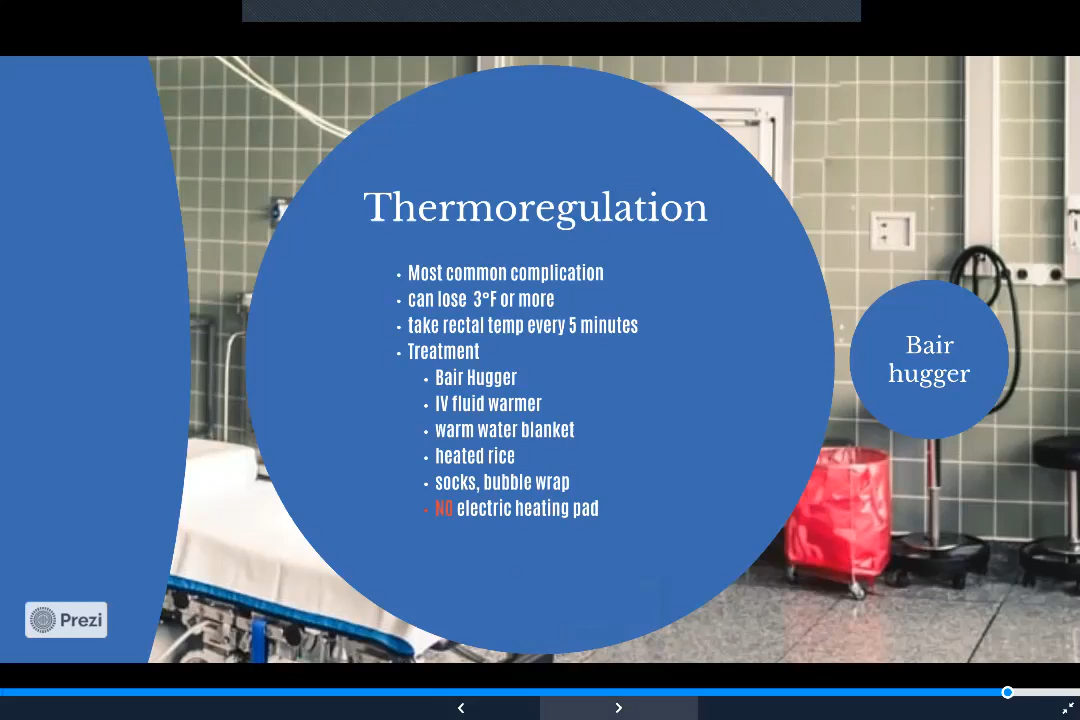 Thermoregulation
• Most common complication
• can lose 3°F or more
• take rectal temp every 5 minutes
• Treatment
• Bair Hugger
• IV fluid warmer
• warm water blanket
• heated rice
• socks, bubble wrap
• NO electric heating pad
Bair
hugger
Prezi